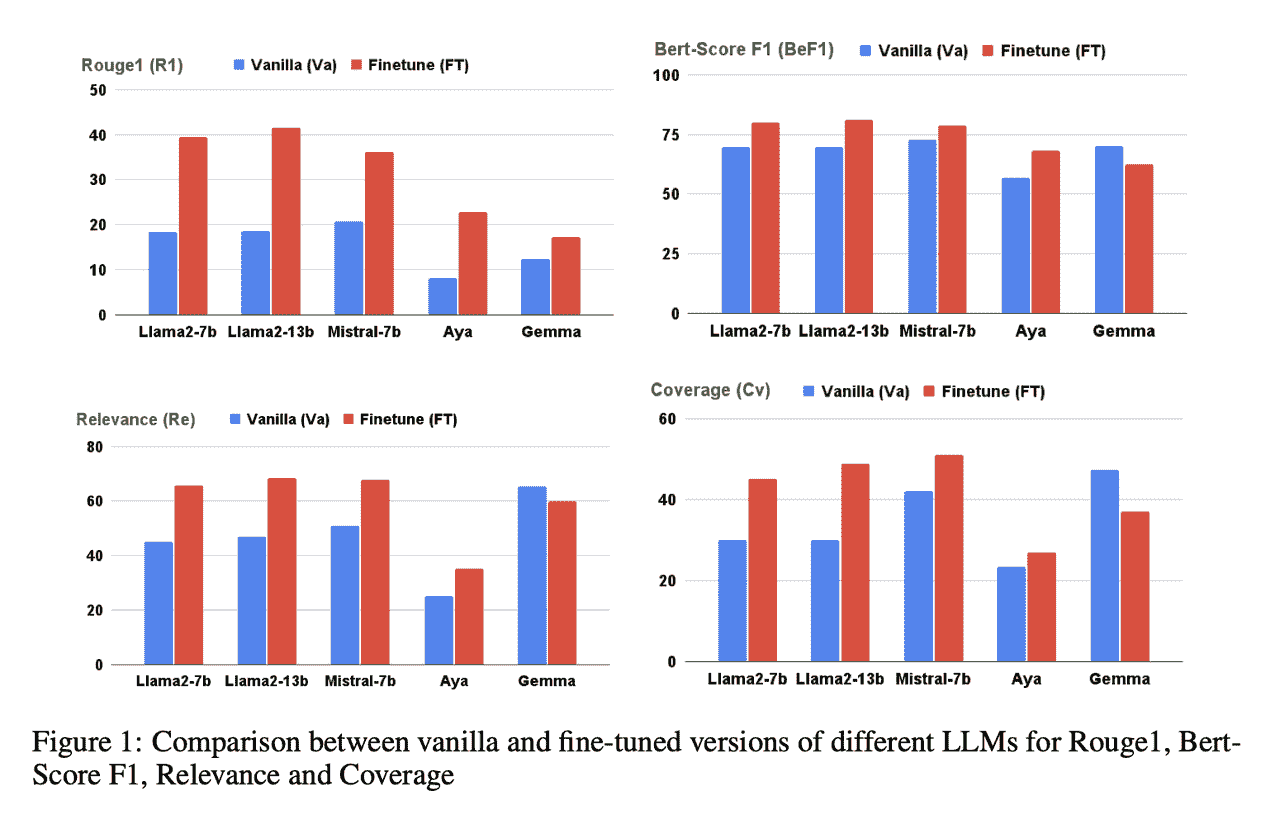 Rouge1 (R1) Vanilla (Va) Finetune (FT)
50
40
30
20
10
0
Llama2-7b Llama2-13b Mistral-7b Aya Gemma
Bert-Score F1 (BeF1) Vanilla (Va) Finetune (FT)
100
75
50
25
0
Llama2-7b Llama2-13b Mistral-7b Aya Gemma
Relevance (Re) Vanilla (Va) Finetune (FT)
80
60
40
20
0
Llama2-7b Llama2-13b Mistral-7b Aya Gemma
Coverage (Cv) Vanilla (Va) Finetune (FT)
60
40
20
0
Llama2-7b Llama2-13b Mistral-7b Aya Gemma
Figure 1: Comparison between vanilla and fine-tuned versions of different LLMs for Rouge1, Bert-
Score F1, Relevance and Coverage